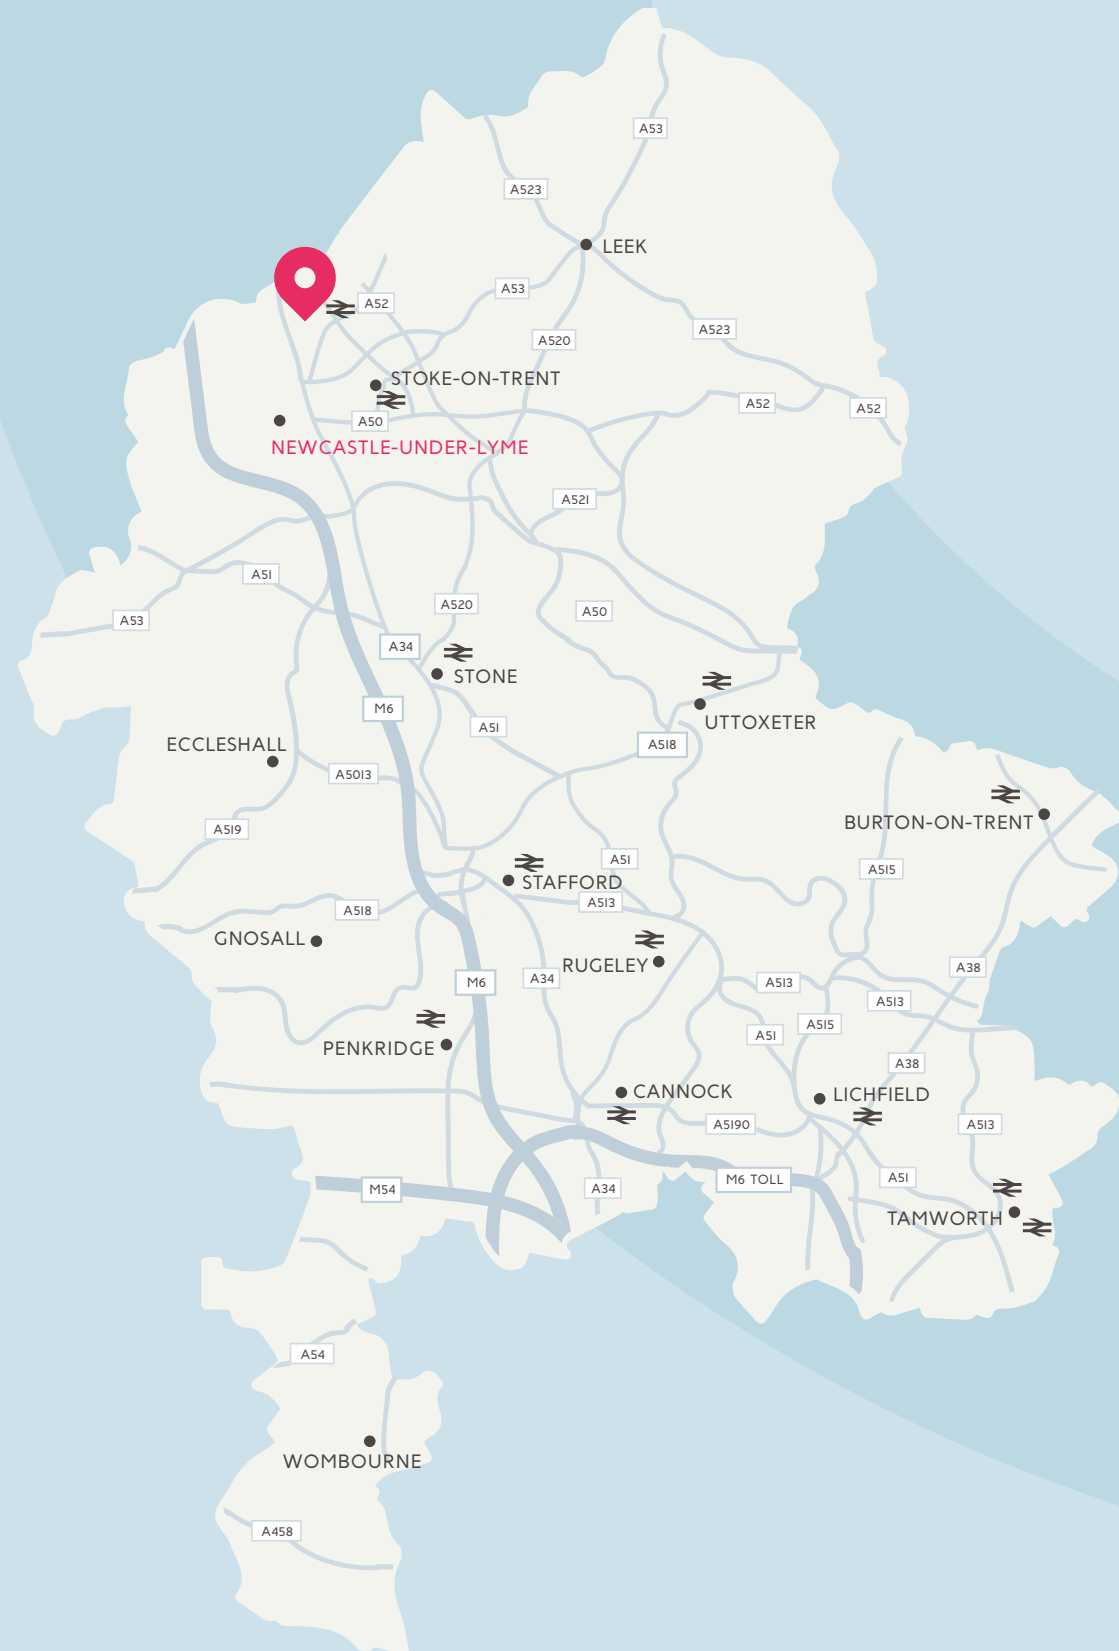 A53
A523
LEEK
A53
A52
A523
A520
STOKE-ON-TRENT
A52
A52
A50
NEWCASTLE-UNDER-LYME
A521
A51
A520
A50
A53
A34
STONE
M6
UTTOXETER
A51
ECCLESHALL
A518
A5013
BURTON-ON-TRENT
A519
A51
A515
STAFFORD
A513
A518
GNOSALL
RUGELEY
A38
M6
A34
A513
A513
A515
A51
PENKRIDGE
A38
CANNOCK
LICHFIELD
A5190
A513
A51
M6 TOLL
M54
A34
TAMWORTH
A54
WOMBOURNE
A458